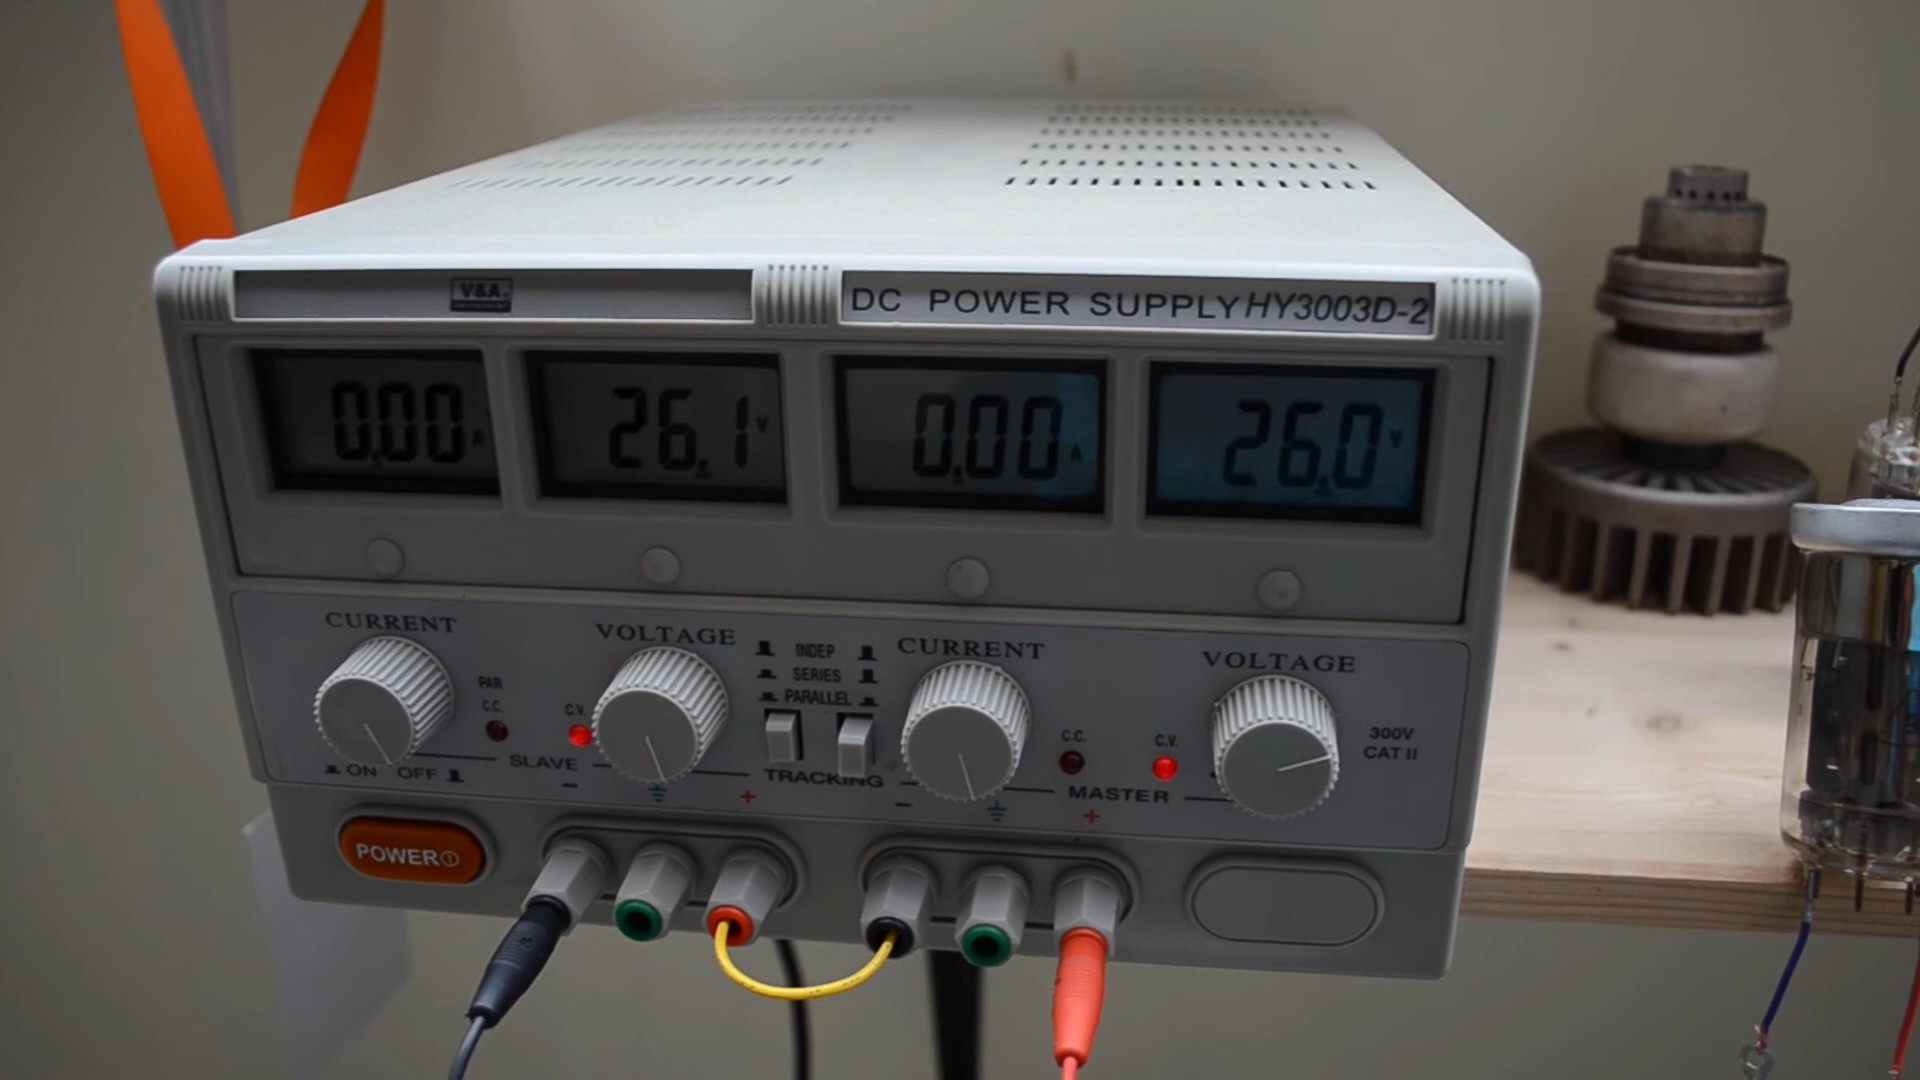 V&A
DC POWER SUPPLY HY3003D-2
0.00 A
26.1 V
0.00 A
26.0 V
CURRENT
VOLTAGE
INDEP
SERIES
PARALLEL
CURRENT
VOLTAGE
PAR
C.C.
C.V.
C.C.
C.V.
300V
CAT II
ON OFF
SLAVE
TRACKING
MASTER
− +
− +
POWER